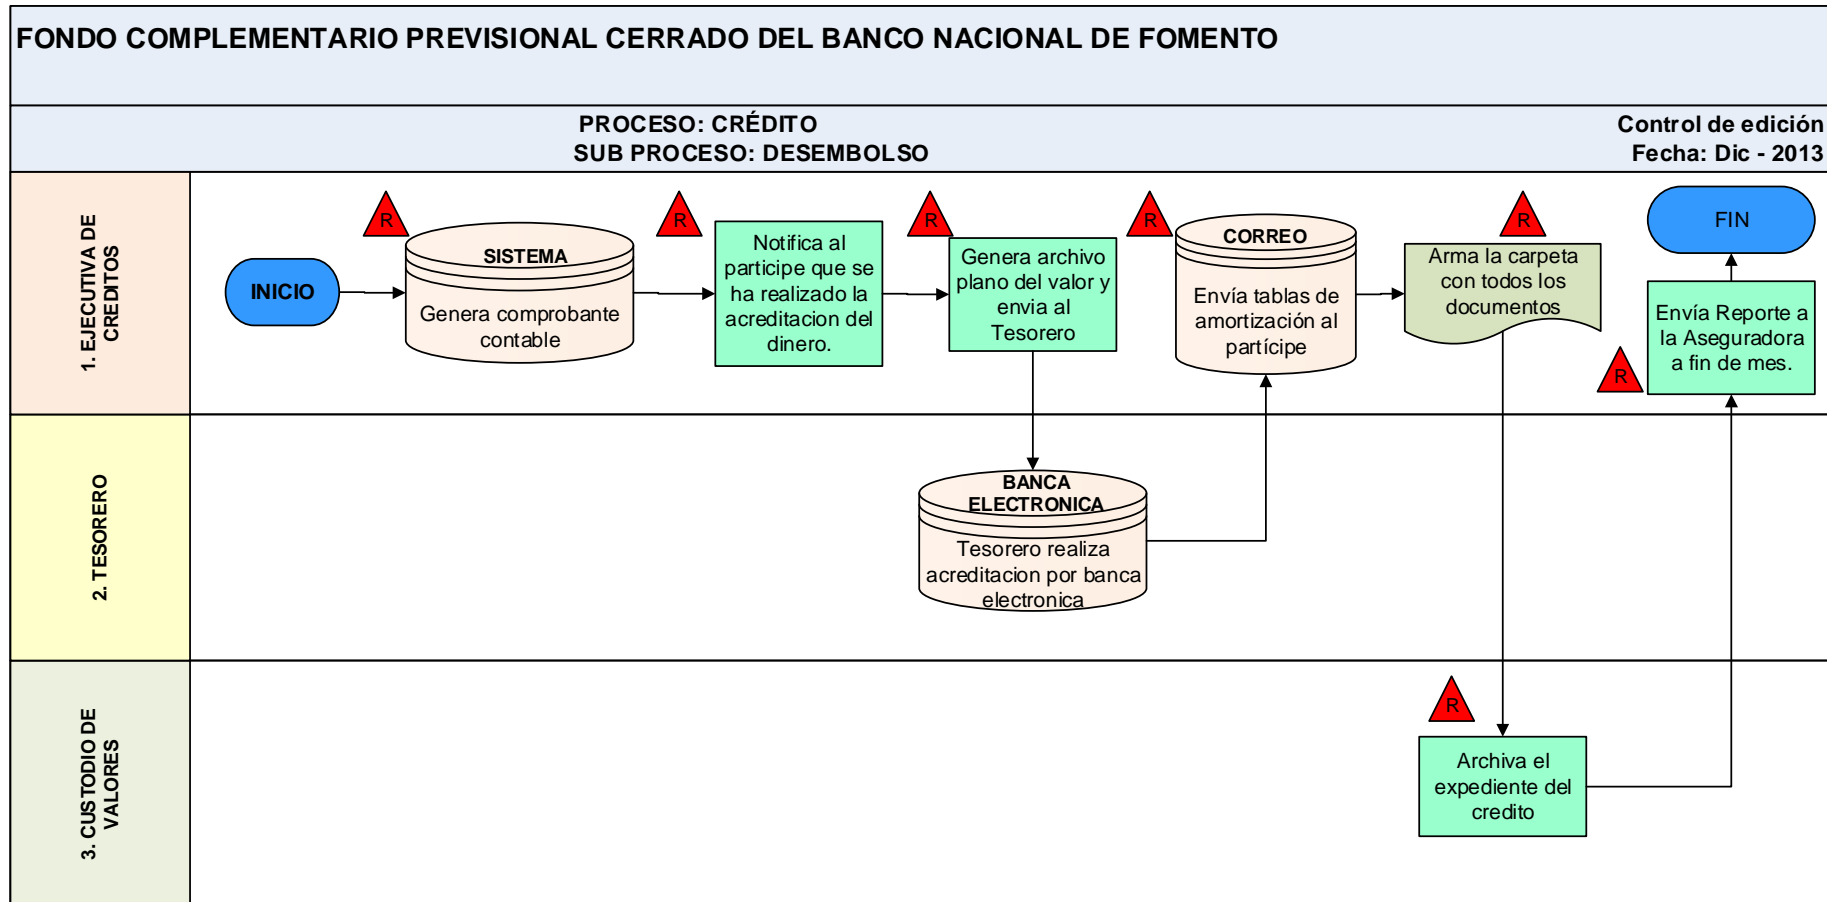 FONDO COMPLEMENTARIO PREVISIONAL CERRADO DEL BANCO NACIONAL DE FOMENTO
PROCESO: CRÉDITO
SUB PROCESO: DESEMBOLSO
Control de edición
Fecha: Dic - 2013
1. EJECUTIVA DE
CREDITOS
INICIO
R
SISTEMA
Genera comprobante
contable
R
Notifica al
participe que se
ha realizado la
acreditacion del
dinero.
R
Genera archivo
plano del valor y
envia al
Tesorero
R
CORREO
Envía tablas de
amortización al
partícipe
R
Arma la carpeta
con todos los
documentos
FIN
Envía Reporte a
la Aseguradora
a fin de mes.
R
2. TESORERO
BANCA
ELECTRONICA
Tesorero realiza
acreditacion por banca
electronica
3. CUSTODIO DE
VALORES
R
Archiva el
expediente del
credito